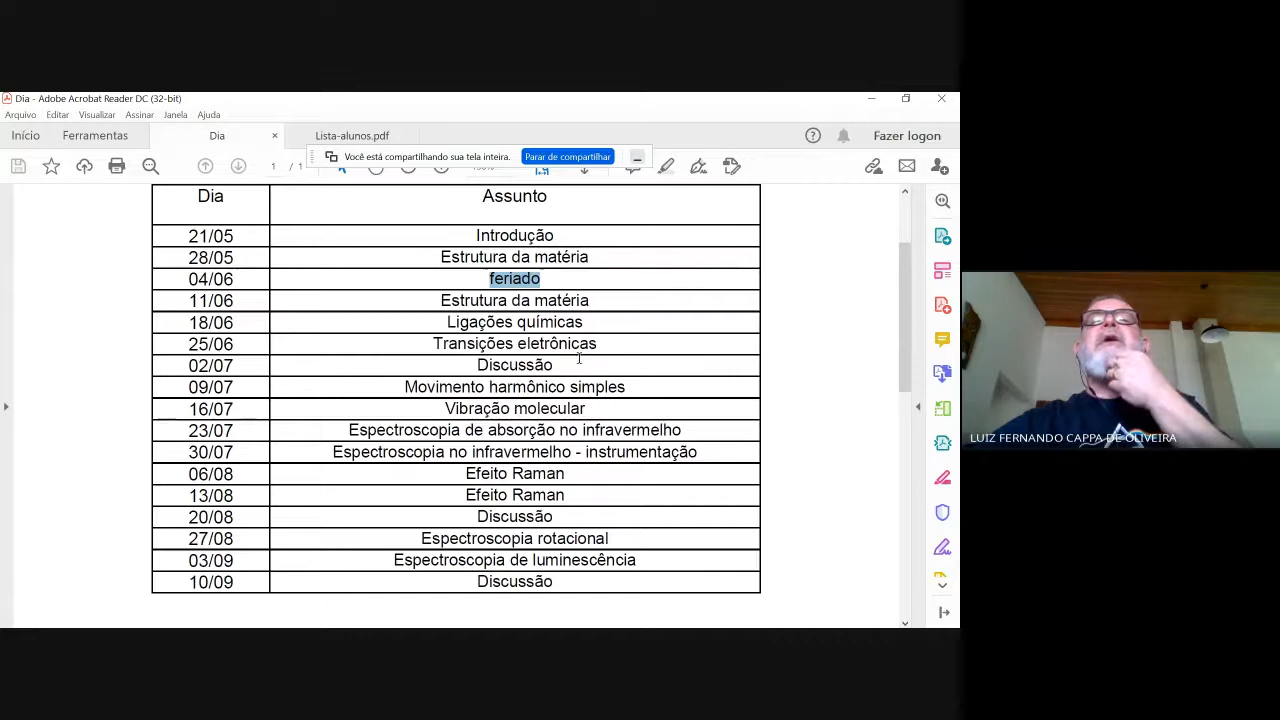 Dia - Adobe Acrobat Reader DC (32-bit)
Arquivo Editar Visualizar Assinar Janela Ajuda
Início Ferramentas Dia × Lista-alunos.pdf Fazer logon
Você está compartilhando sua tela inteira. Parar de compartilhar
1 / 1
Dia Assunto
21/05 Introdução
28/05 Estrutura da matéria
04/06 feriado
11/06 Estrutura da matéria
18/06 Ligações químicas
25/06 Transições eletrônicas
02/07 Discussão
09/07 Movimento harmônico simples
16/07 Vibração molecular
23/07 Espectroscopia de absorção no infravermelho
30/07 Espectroscopia no infravermelho - instrumentação
06/08 Efeito Raman
13/08 Efeito Raman
20/08 Discussão
27/08 Espectroscopia rotacional
03/09 Espectroscopia de luminescência
10/09 Discussão
LUIZ FERNANDO CAPPA DE OLIVEIRA